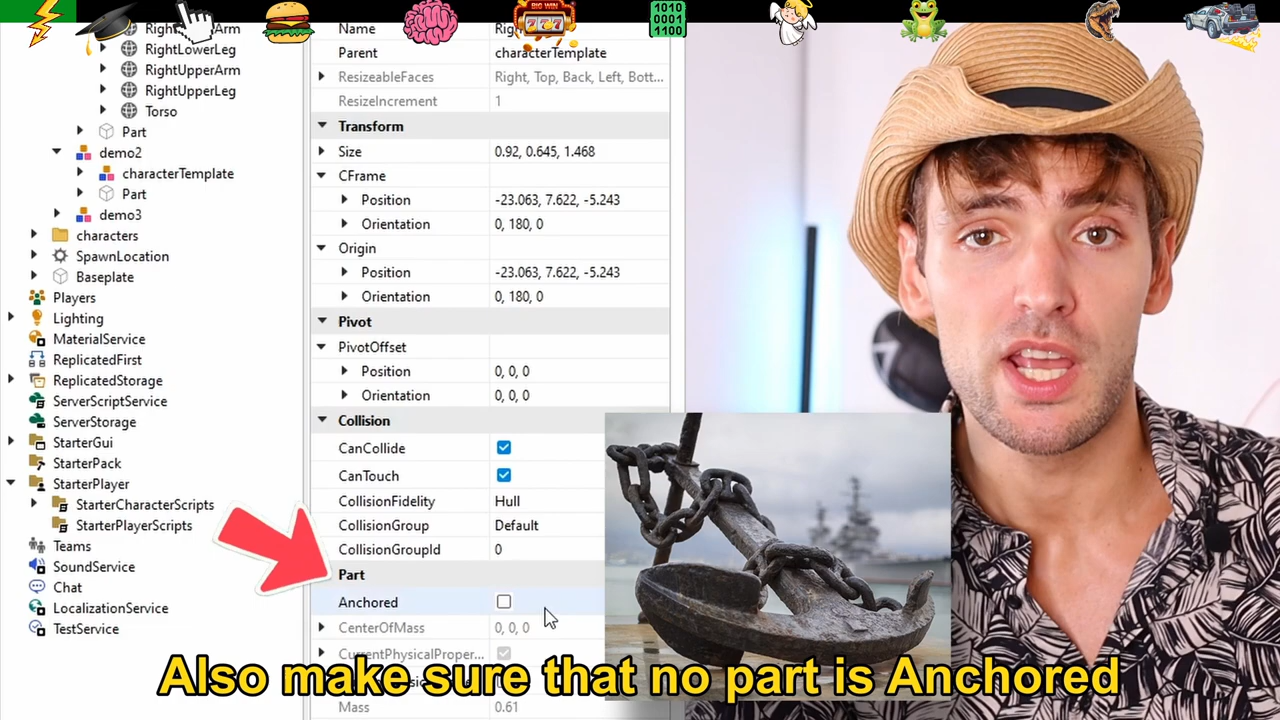 BIG WIN
777
1010
0001
1100
Arm
RightLowerLeg
RightUpperArm
RightUpperLeg
Torso
Part
demo2
characterTemplate
Part
demo3
characters
SpawnLocation
Baseplate
Players
Lighting
MaterialService
ReplicatedFirst
ReplicatedStorage
ServerScriptService
ServerStorage
StarterGui
StarterPack
StarterPlayer
StarterCharacterScripts
StarterPlayerScripts
Teams
SoundService
Chat
LocalizationService
TestService
Name
Parent characterTemplate
ResizeableFaces Right, Top, Back, Left, Bott...
ResizeIncrement 1
Transform
Size 0.92, 0.645, 1.468
CFrame
Position -23.063, 7.622, -5.243
Orientation 0, 180, 0
Origin
Position -23.063, 7.622, -5.243
Orientation 0, 180, 0
Pivot
PivotOffset
Position 0, 0, 0
Orientation 0, 0, 0
Collision
CanCollide
CanTouch
CollisionFidelity Hull
CollisionGroup Default
CollisionGroupId 0
Part
Anchored
CenterOfMass 0, 0, 0
CurrentPhysicalProper...
Mass 0.61
Also make sure that no part is Anchored